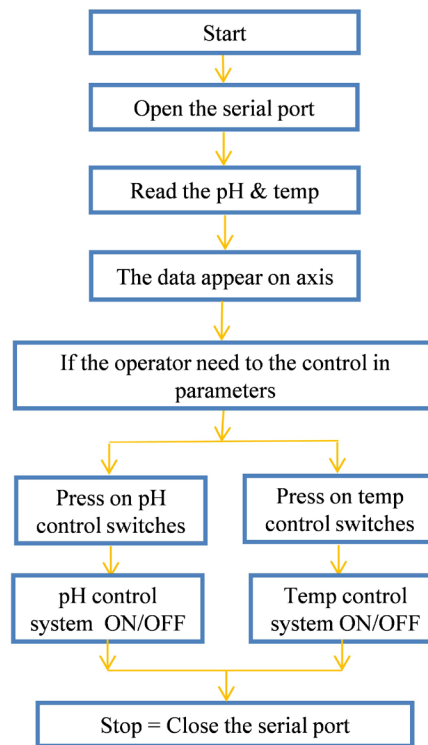 Start
Open the serial port
Read the pH & temp
The data appear on axis
If the operator need to the control in
parameters
Press on pH
control switches
Press on temp
control switches
pH control
system ON/OFF
Temp control
system ON/OFF
Stop = Close the serial port